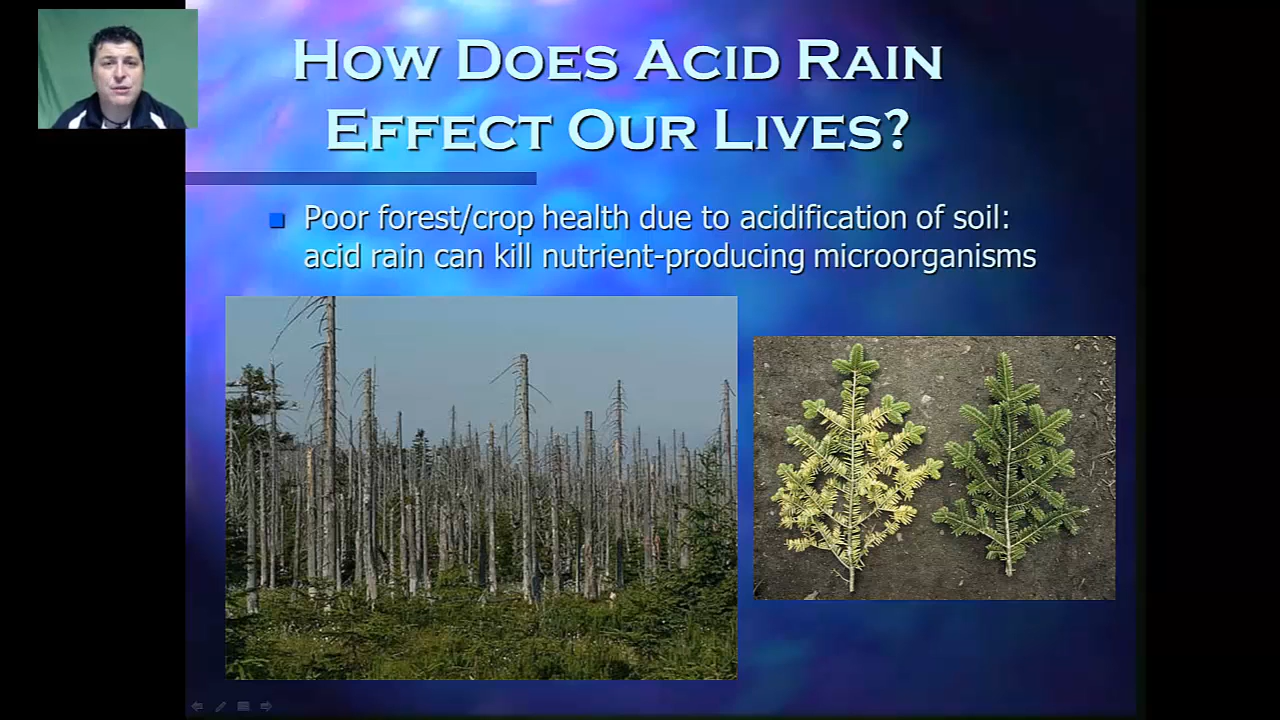 How Does Acid Rain
Effect Our Lives?
Poor forest/crop health due to acidification of soil:
acid rain can kill nutrient-producing microorganisms